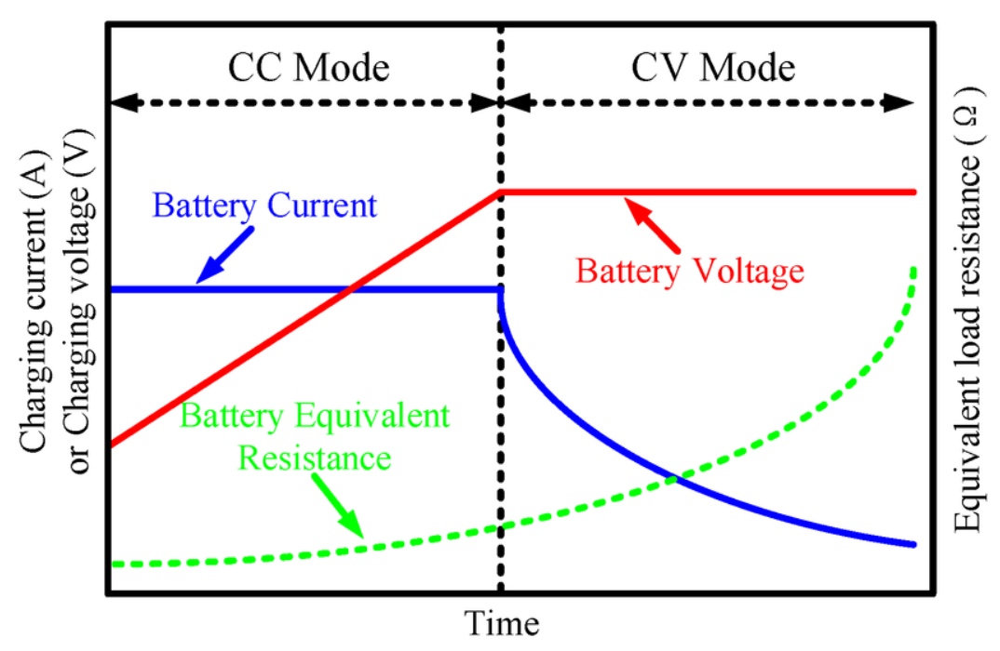 CC Mode
CV Mode
Charging current (A)
or Charging voltage (V)
Battery Current
Battery Voltage
Battery Equivalent
Resistance
Equivalent load resistance ( Ω )
Time